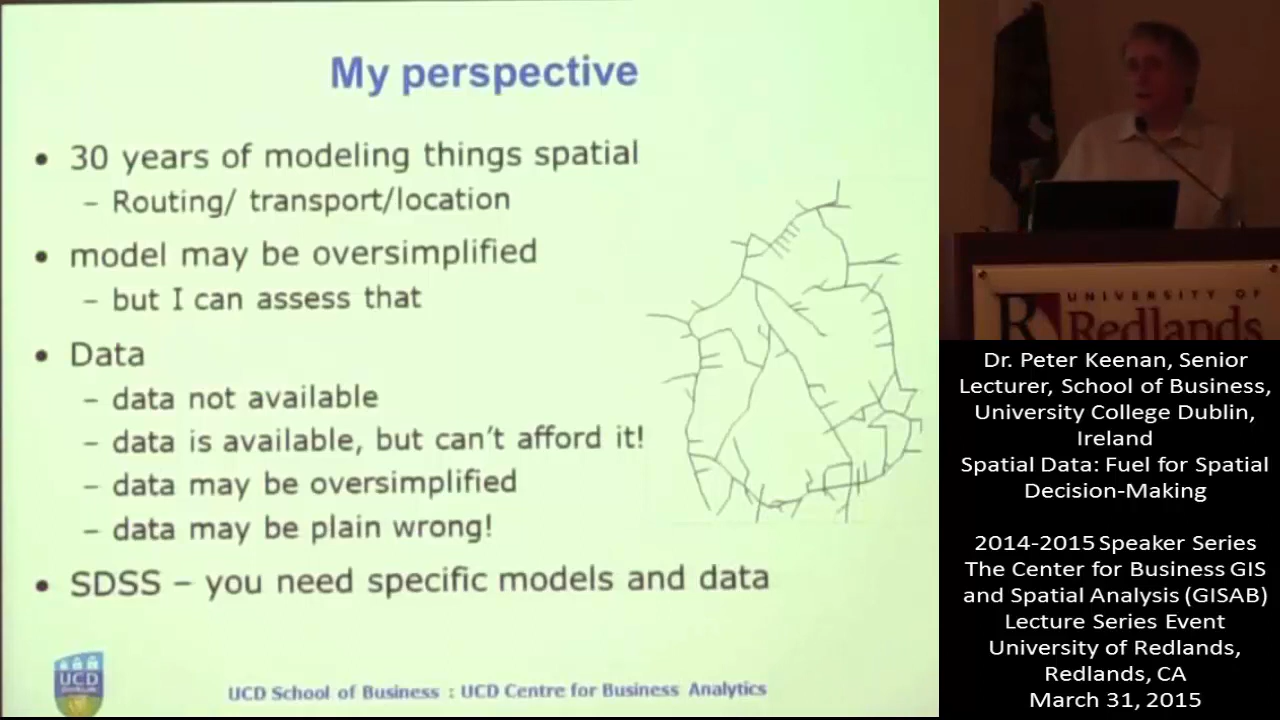 My perspective
• 30 years of modeling things spatial
– Routing/ transport/location
• model may be oversimplified
– but I can assess that
• Data
– data not available
– data is available, but can't afford it!
– data may be oversimplified
– data may be plain wrong!
• SDSS – you need specific models and data
UCD
UCD School of Business : UCD Centre for Business Analytics
R
UNIVERSITY OF
Redlands
Dr. Peter Keenan, Senior
Lecturer, School of Business,
University College Dublin,
Ireland
Spatial Data: Fuel for Spatial
Decision-Making
2014-2015 Speaker Series
The Center for Business GIS
and Spatial Analysis (GISAB)
Lecture Series Event
University of Redlands,
Redlands, CA
March 31, 2015